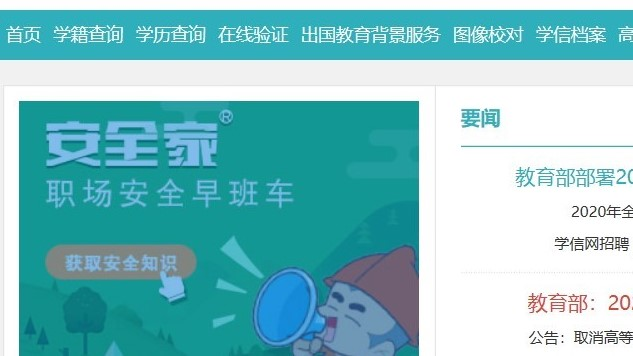 首页 学籍查询 学历查询 在线验证 出国教育背景服务 图像校对 学信档案 高
安全家®
职场安全早班车
获取安全知识
要闻
教育部部署20
2020年全
学信网招聘
教育部：20
公告：取消高等